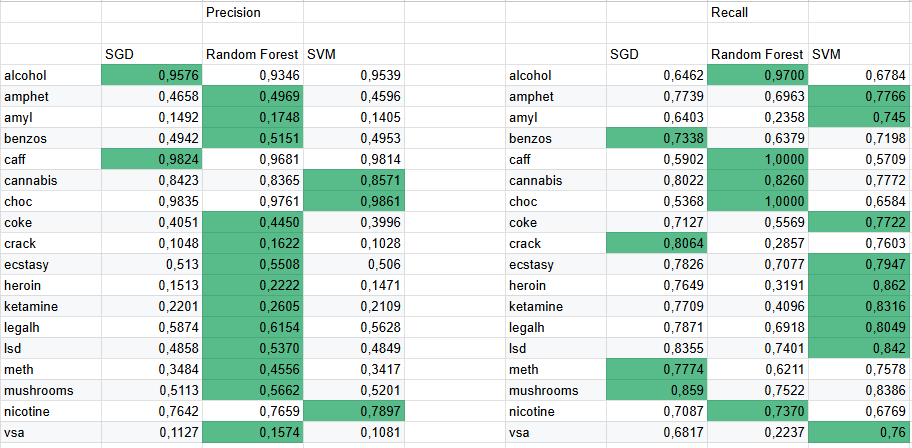 Precision Recall
SGD Random Forest SVM SGD Random Forest SVM
alcohol 0,9576 0,9346 0,9539 alcohol 0,6462 0,9700 0,6784
amphet 0,4658 0,4969 0,4596 amphet 0,7739 0,6963 0,7766
amyl 0,1492 0,1748 0,1405 amyl 0,6403 0,2358 0,745
benzos 0,4942 0,5151 0,4953 benzos 0,7338 0,6379 0,7198
caff 0,9824 0,9681 0,9814 caff 0,5902 1,0000 0,5709
cannabis 0,8423 0,8365 0,8571 cannabis 0,8022 0,8260 0,7772
choc 0,9835 0,9761 0,9861 choc 0,5368 1,0000 0,6584
coke 0,4051 0,4450 0,3996 coke 0,7127 0,5569 0,7722
crack 0,1048 0,1622 0,1028 crack 0,8064 0,2857 0,7603
ecstasy 0,513 0,5508 0,506 ecstasy 0,7826 0,7077 0,7947
heroin 0,1513 0,2222 0,1471 heroin 0,7649 0,3191 0,862
ketamine 0,2201 0,2605 0,2109 ketamine 0,7709 0,4096 0,8316
legalh 0,5874 0,6154 0,5628 legalh 0,7871 0,6918 0,8049
lsd 0,4858 0,5370 0,4849 lsd 0,8355 0,7401 0,842
meth 0,3484 0,4556 0,3417 meth 0,7774 0,6211 0,7578
mushrooms 0,5113 0,5662 0,5201 mushrooms 0,859 0,7522 0,8386
nicotine 0,7642 0,7659 0,7897 nicotine 0,7087 0,7370 0,6769
vsa 0,1127 0,1574 0,1081 vsa 0,6817 0,2237 0,76